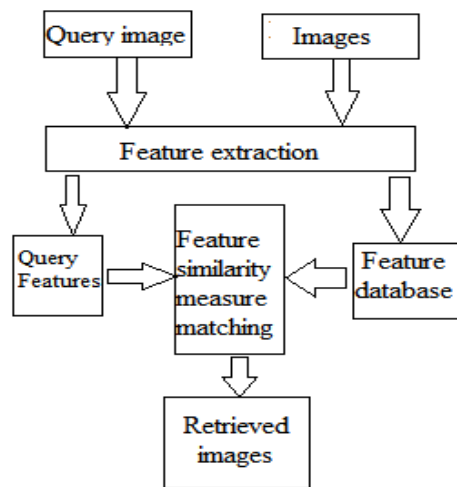 Query image
Images
Feature extraction
Query
Features
Feature
similarity
measure
matching
Feature
database
Retrieved
images